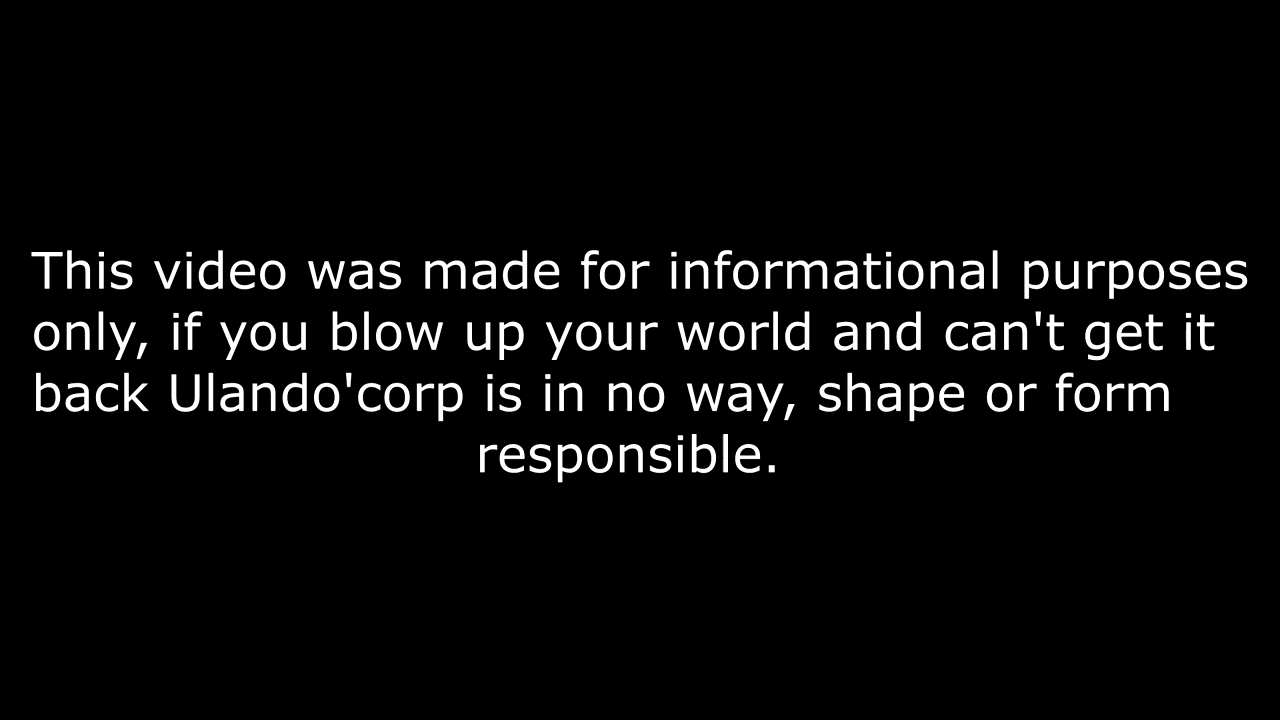 This video was made for informational purposes
only, if you blow up your world and can't get it
back Ulando'corp is in no way, shape or form
responsible.